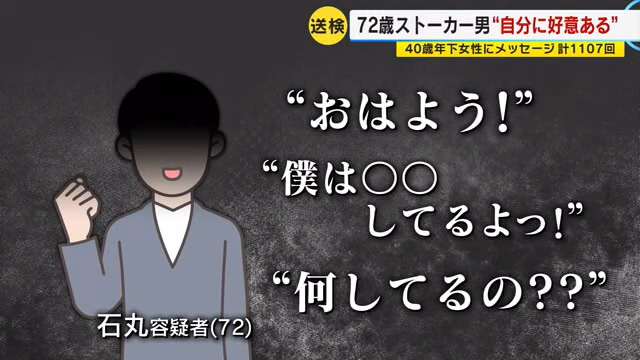 送検
72歳ストーカー男“自分に好意ある”
40歳年下女性にメッセージ 計1107回
“おはよう!”
“僕は〇〇
してるよっ!”
“何してるの??”
石丸容疑者(72)